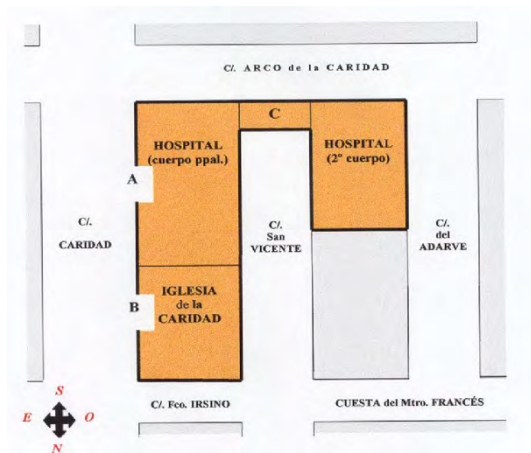 C/. ARCO de la CARIDAD
C
HOSPITAL
(cuerpo ppal.)
HOSPITAL
(2º cuerpo)
A
C/.
CARIDAD
C/.
San
VICENTE
C/.
del
ADARVE
IGLESIA
de la
CARIDAD
B
C/. Fco. IRSINO
CUESTA del Mtro. FRANCÉS
S
E
O
N